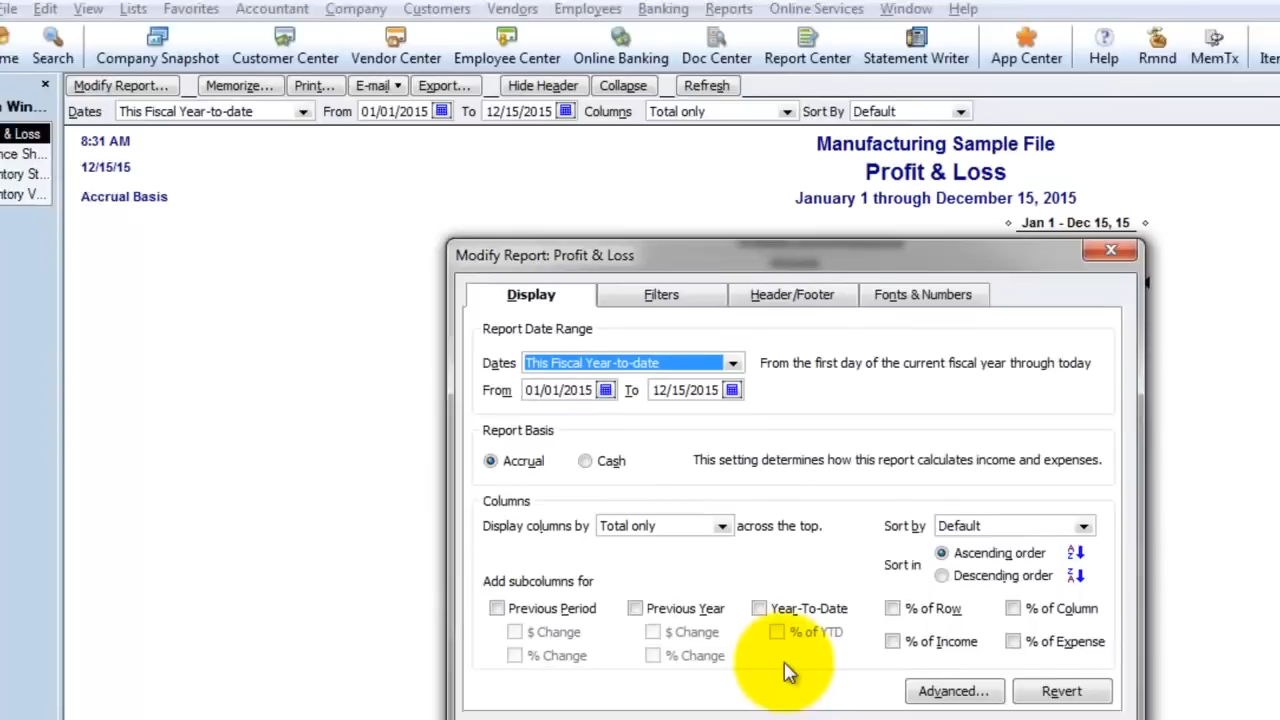 File Edit View Lists Favorites Accountant Company Customers Vendors Employees Banking Reports Online Services Window Help
me Search Company Snapshot Customer Center Vendor Center Employee Center Online Banking Doc Center Report Center Statement Writer App Center Help Rmnd MemTx Iten
Modify Report... Memorize... Print... E-mail Export... Hide Header Collapse Refresh
Win...
Dates This Fiscal Year-to-date From 01/01/2015 To 12/15/2015 Columns Total only Sort By Default
& Loss
nce Sh...
ntory St...
ntory V...
8:31 AM
12/15/15
Accrual Basis
Manufacturing Sample File
Profit & Loss
January 1 through December 15, 2015
Jan 1 - Dec 15, 15
Modify Report: Profit & Loss
Display Filters Header/Footer Fonts & Numbers
Report Date Range
Dates This Fiscal Year-to-date From the first day of the current fiscal year through today
From 01/01/2015 To 12/15/2015
Report Basis
Accrual Cash This setting determines how this report calculates income and expenses.
Columns
Display columns by Total only across the top. Sort by Default
Sort in Ascending order
Descending order
Add subcolumns for
Previous Period Previous Year Year-To-Date % of Row % of Column
$ Change $ Change % of YTD
% of Income % of Expense
% Change % Change
Advanced... Revert